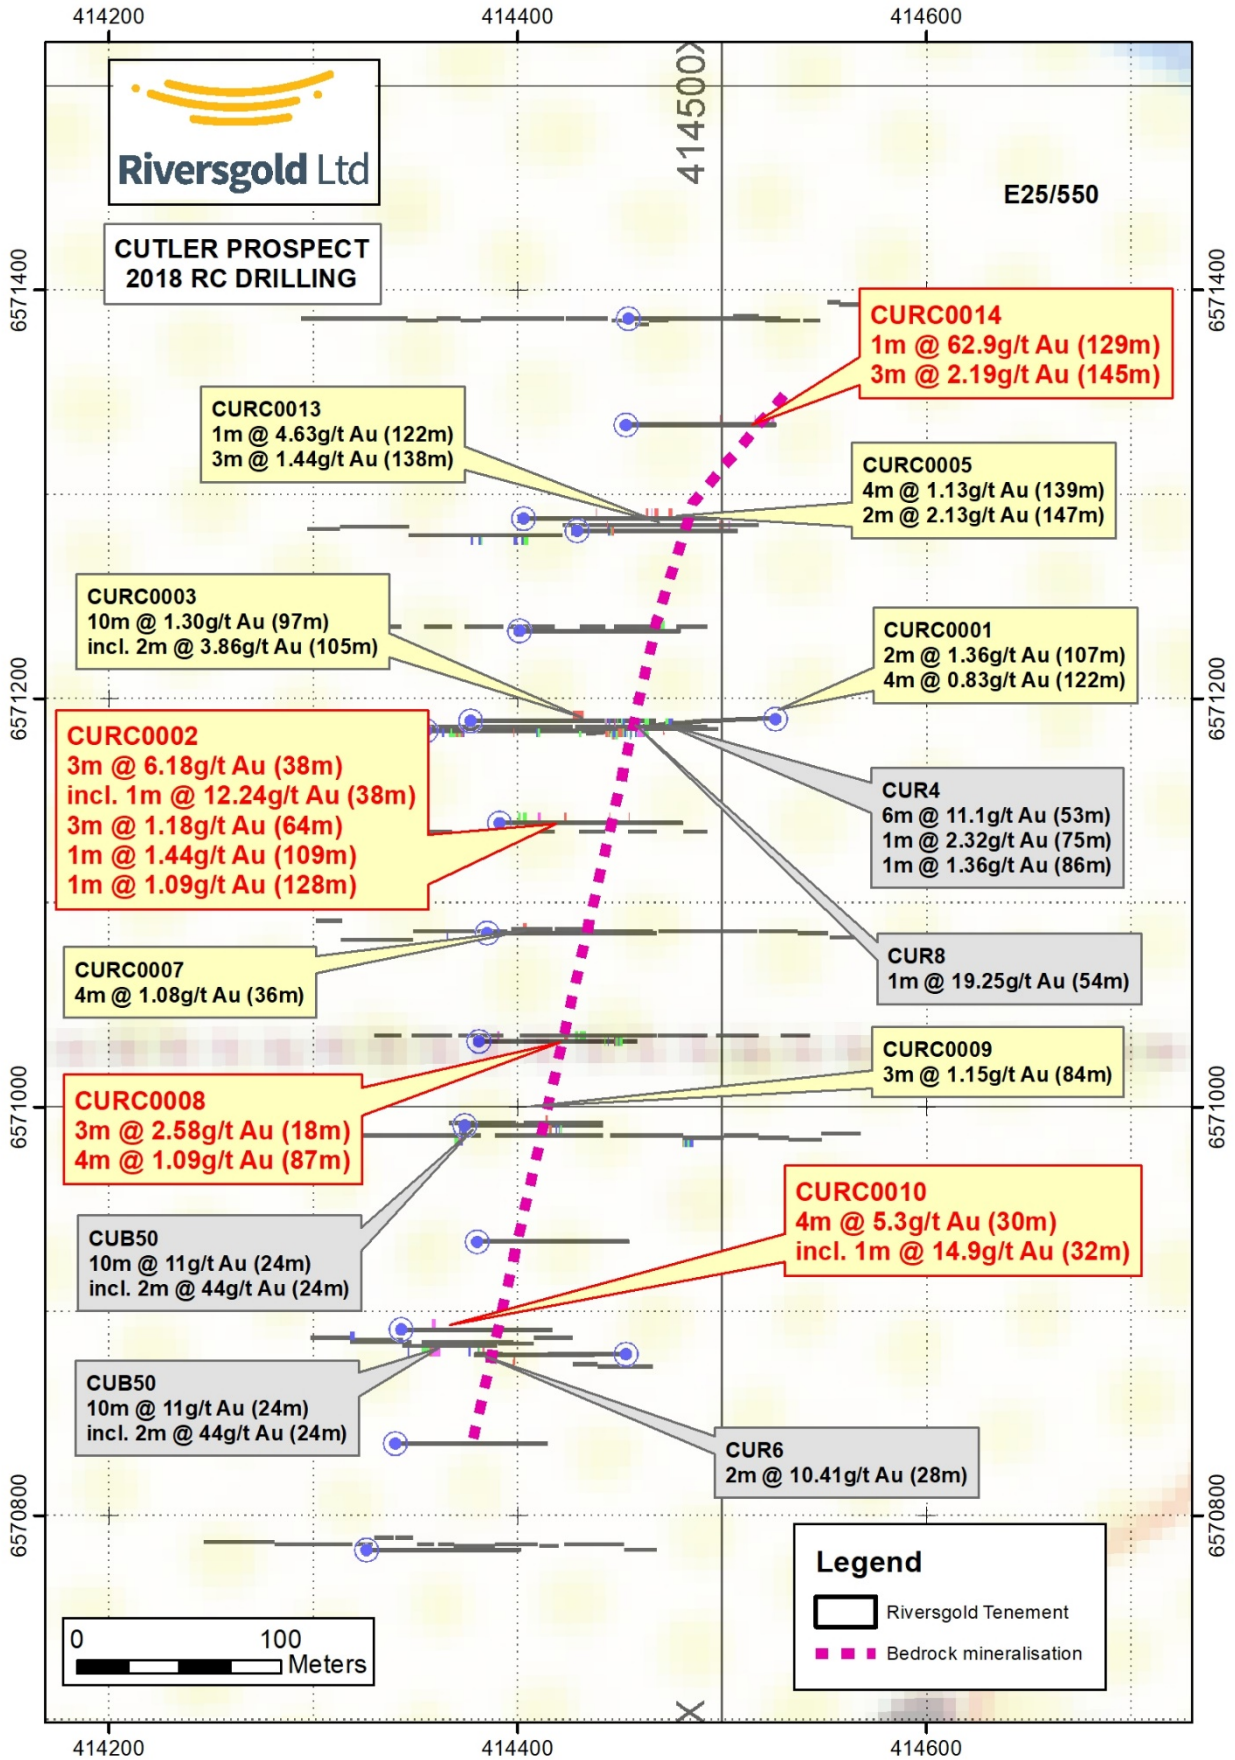 414200
414400
414600
Riversgold Ltd
414500X
E25/550
CUTLER PROSPECT
2018 RC DRILLING
6571400
6571400
CURC0014
1m @ 62.9g/t Au (129m)
3m @ 2.19g/t Au (145m)
CURC0013
1m @ 4.63g/t Au (122m)
3m @ 1.44g/t Au (138m)
CURC0005
4m @ 1.13g/t Au (139m)
2m @ 2.13g/t Au (147m)
CURC0003
10m @ 1.30g/t Au (97m)
incl. 2m @ 3.86g/t Au (105m)
CURC0001
2m @ 1.36g/t Au (107m)
4m @ 0.83g/t Au (122m)
6571200
6571200
CURC0002
3m @ 6.18g/t Au (38m)
incl. 1m @ 12.24g/t Au (38m)
3m @ 1.18g/t Au (64m)
1m @ 1.44g/t Au (109m)
1m @ 1.09g/t Au (128m)
CUR4
6m @ 11.1g/t Au (53m)
1m @ 2.32g/t Au (75m)
1m @ 1.36g/t Au (86m)
CURC0007
4m @ 1.08g/t Au (36m)
CUR8
1m @ 19.25g/t Au (54m)
CURC0009
3m @ 1.15g/t Au (84m)
6571000
6571000
CURC0008
3m @ 2.58g/t Au (18m)
4m @ 1.09g/t Au (87m)
CURC0010
4m @ 5.3g/t Au (30m)
incl. 1m @ 14.9g/t Au (32m)
CUB50
10m @ 11g/t Au (24m)
incl. 2m @ 44g/t Au (24m)
CUB50
10m @ 11g/t Au (24m)
incl. 2m @ 44g/t Au (24m)
CUR6
2m @ 10.41g/t Au (28m)
6570800
6570800
Legend
Riversgold Tenement
Bedrock mineralisation
0 100
Meters
X
414200
414400
414600